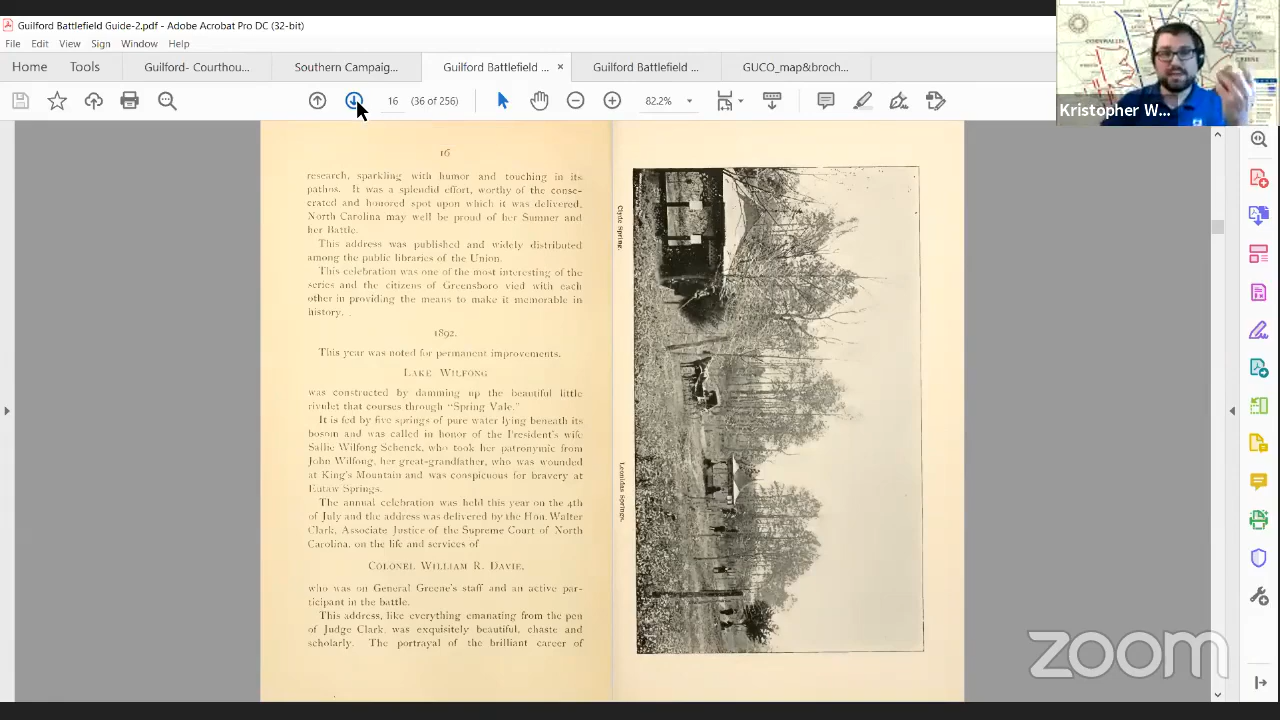 Guilford Battlefield Guide-2.pdf - Adobe Acrobat Pro DC (32-bit)
File Edit View Sign Window Help
Home Tools Guilford- Courthou... Southern Campaig... Guilford Battlefie... × Guilford Battlefield ... GUCO_map&broch...
(36 of 256) 82.2%
Kristopher W...
16
research, sparkling with humor and touching in its
pathos. It was a splendid effort, worthy of the conse-
crated and honored spot upon which it was delivered.
North Carolina may well be proud of her Sumner and
her Battle.
This address was published and widely distributed
among the public libraries of the Union.
This celebration was one of the most interesting of the
series and the citizens of Greensboro vied with each
other in providing the means to make it memorible in
history.
1892.
This year was noted for permanent improvement.
LAKE WILFONG
was constructed by damming up the beautiful little
rivulet that courses through "Spring Vale."
It is fed by five springs of pure water lying beneath its
bosom and was called in honor of the President's wife
Sallie Wilfong Schenck, who took her patronymic from
John Wilfong, her great-grandfather, who was wounded
at King's Mountain and was conspicuous for bravery at
Eutaw Springs.
The annual celebration was held this year on the 4th
of July and the address was delivered by the Hon. Walter
Clark, Associate Justice of the Supreme Court of North
Carolina, on the life and services of
COLONEL WILLIAM R. DAVIE,
who was on General Greene's staff and an active par-
ticipant in the battle.
This address, like everything emanating from the pen
of Judge Clark, was exquisitely beautiful, chaste and
scholarly. The portrayal of the brilliant career of
Clyde Spring.
Leonidas Springs.
zoom